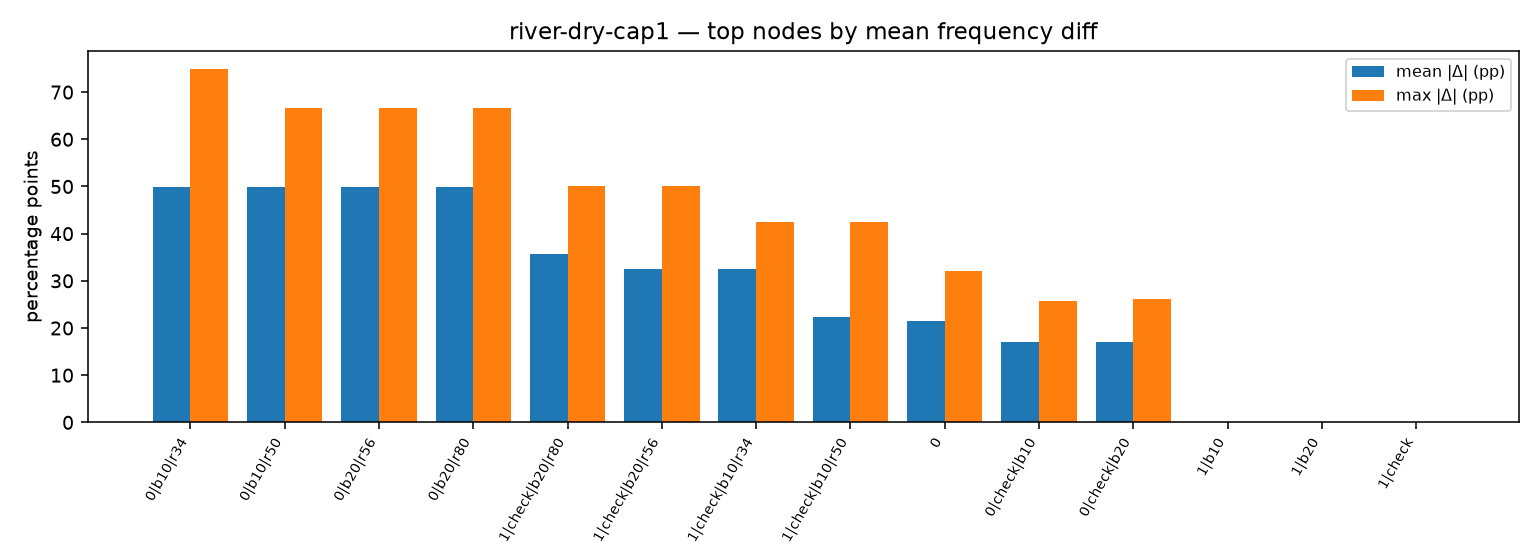 river-dry-cap1 — top nodes by mean frequency diff
mean |Δ| (pp)
max |Δ| (pp)
percentage points
70
60
50
40
30
20
10
0
0|b10|r34
0|b10|r50
0|b20|r56
0|b20|r80
1|check|b20|r80
1|check|b20|r56
1|check|b10|r34
1|check|b10|r50
0
0|check|b10
0|check|b20
1|b10
1|b20
1|check